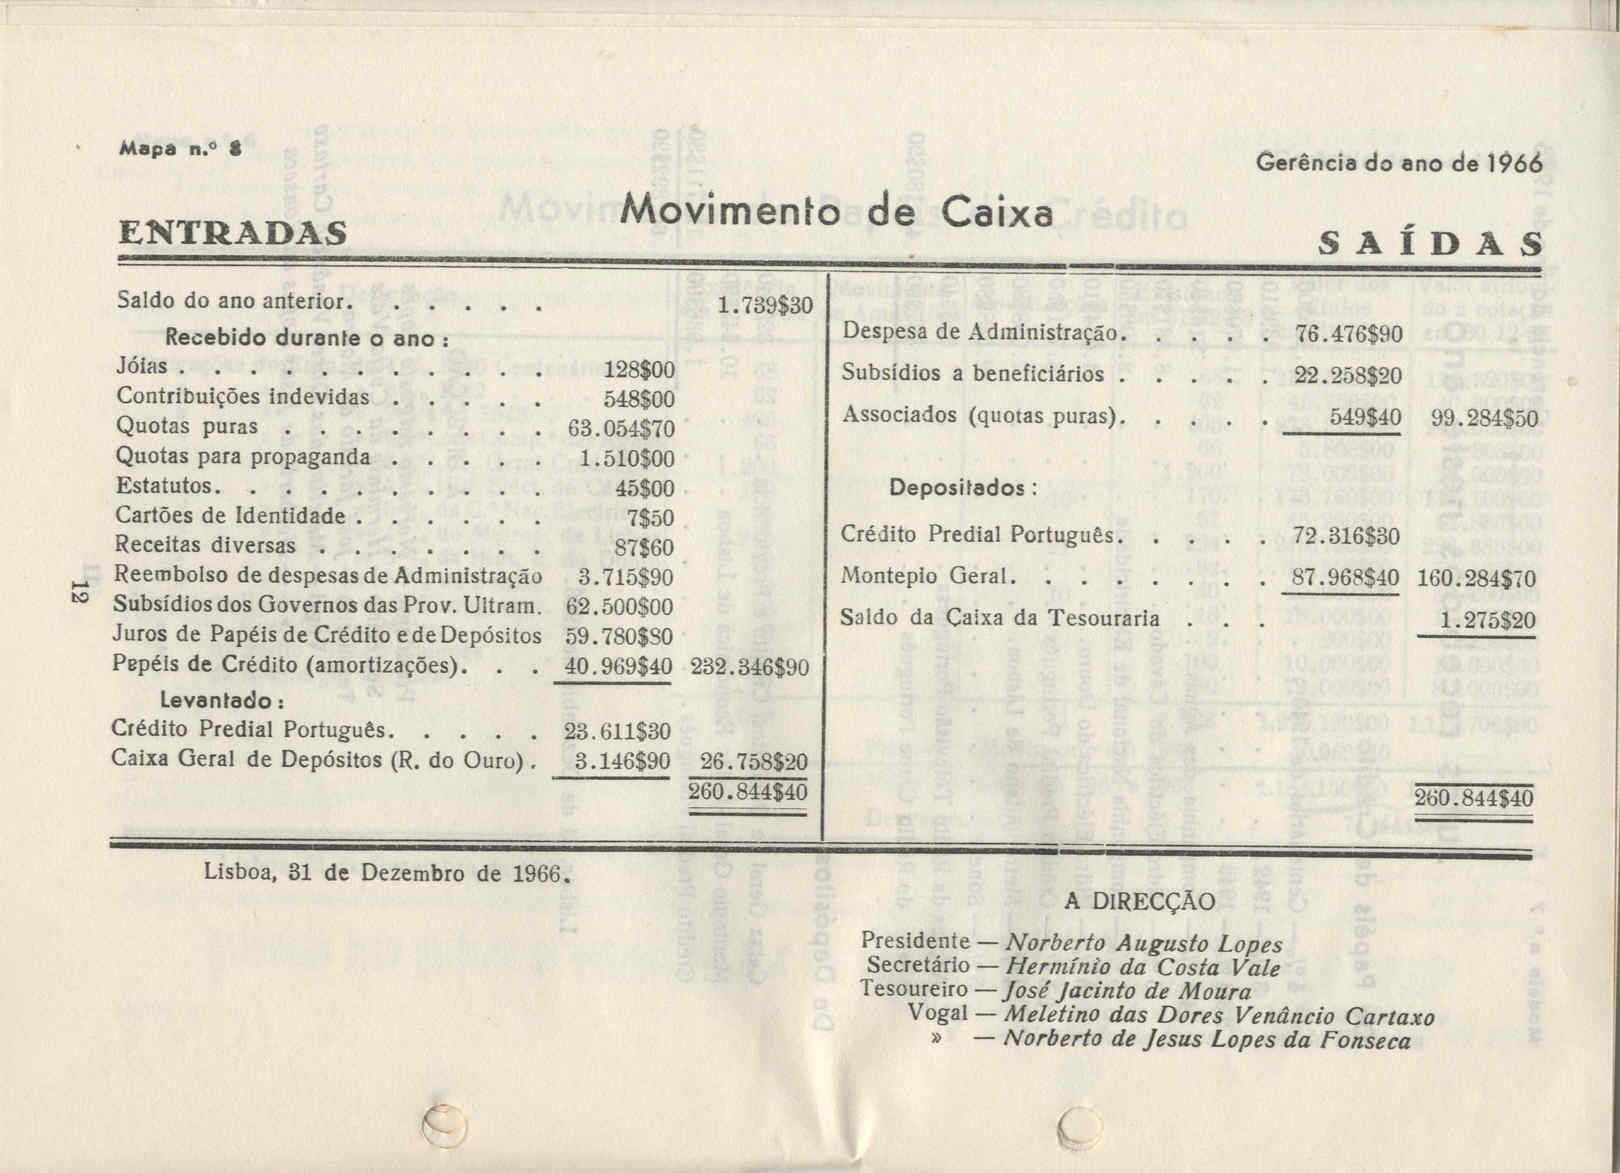 Mapa n.º 8
Gerência do ano de 1966
Movimento de Caixa
ENTRADAS
SAÍDAS
Saldo do ano anterior. . . . . . 1.739$30
Recebido durante o ano :
Jóias . . . . . . . . . . . 128$00
Contribuições indevidas . . . . . 548$00
Quotas puras . . . . . . . . 63.054$70
Quotas para propaganda . . . . . 1.510$00
Estatutos. . . . . . . . . . 45$00
Cartões de Identidade . . . . . . 7$50
Receitas diversas . . . . . . . 87$60
Reembolso de despesas de Administração 3.715$90
Subsídios dos Governos das Prov. Ultram. 62.500$00
Juros de Papéis de Crédito e de Depósitos 59.780$80
Papéis de Crédito (amortizações). . . 40.969$40 232.346$90
Levantado :
Crédito Predial Português. . . . . 23.611$30
Caixa Geral de Depósitos (R. do Ouro) . 3.146$90 26.758$20
260.844$40
Despesa de Administração. . . . . 76.476$90
Subsídios a beneficiários . . . . . 22.258$20
Associados (quotas puras). . . . . 549$40 99.284$50
Depositados :
Crédito Predial Português. . . . . 72.316$30
Montepio Geral. . . . . . . . 87.968$40 160.284$70
Saldo da Caixa da Tesouraria . . . 1.275$20
260.844$40
12
Lisboa, 31 de Dezembro de 1966.
A DIRECÇÃO
Presidente — Norberto Augusto Lopes
Secretário — Hermínio da Costa Vale
Tesoureiro — José Jacinto de Moura
Vogal — Meletino das Dores Venâncio Cartaxo
» — Norberto de Jesus Lopes da Fonseca